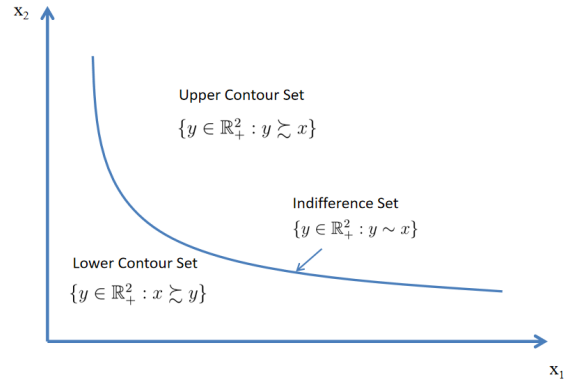 x₂
Upper Contour Set
{y ∈ ℝ²₊ : y ≿ x}
Indifference Set
{y ∈ ℝ²₊ : y ∼ x}
Lower Contour Set
{y ∈ ℝ²₊ : x ≿ y}
x₁